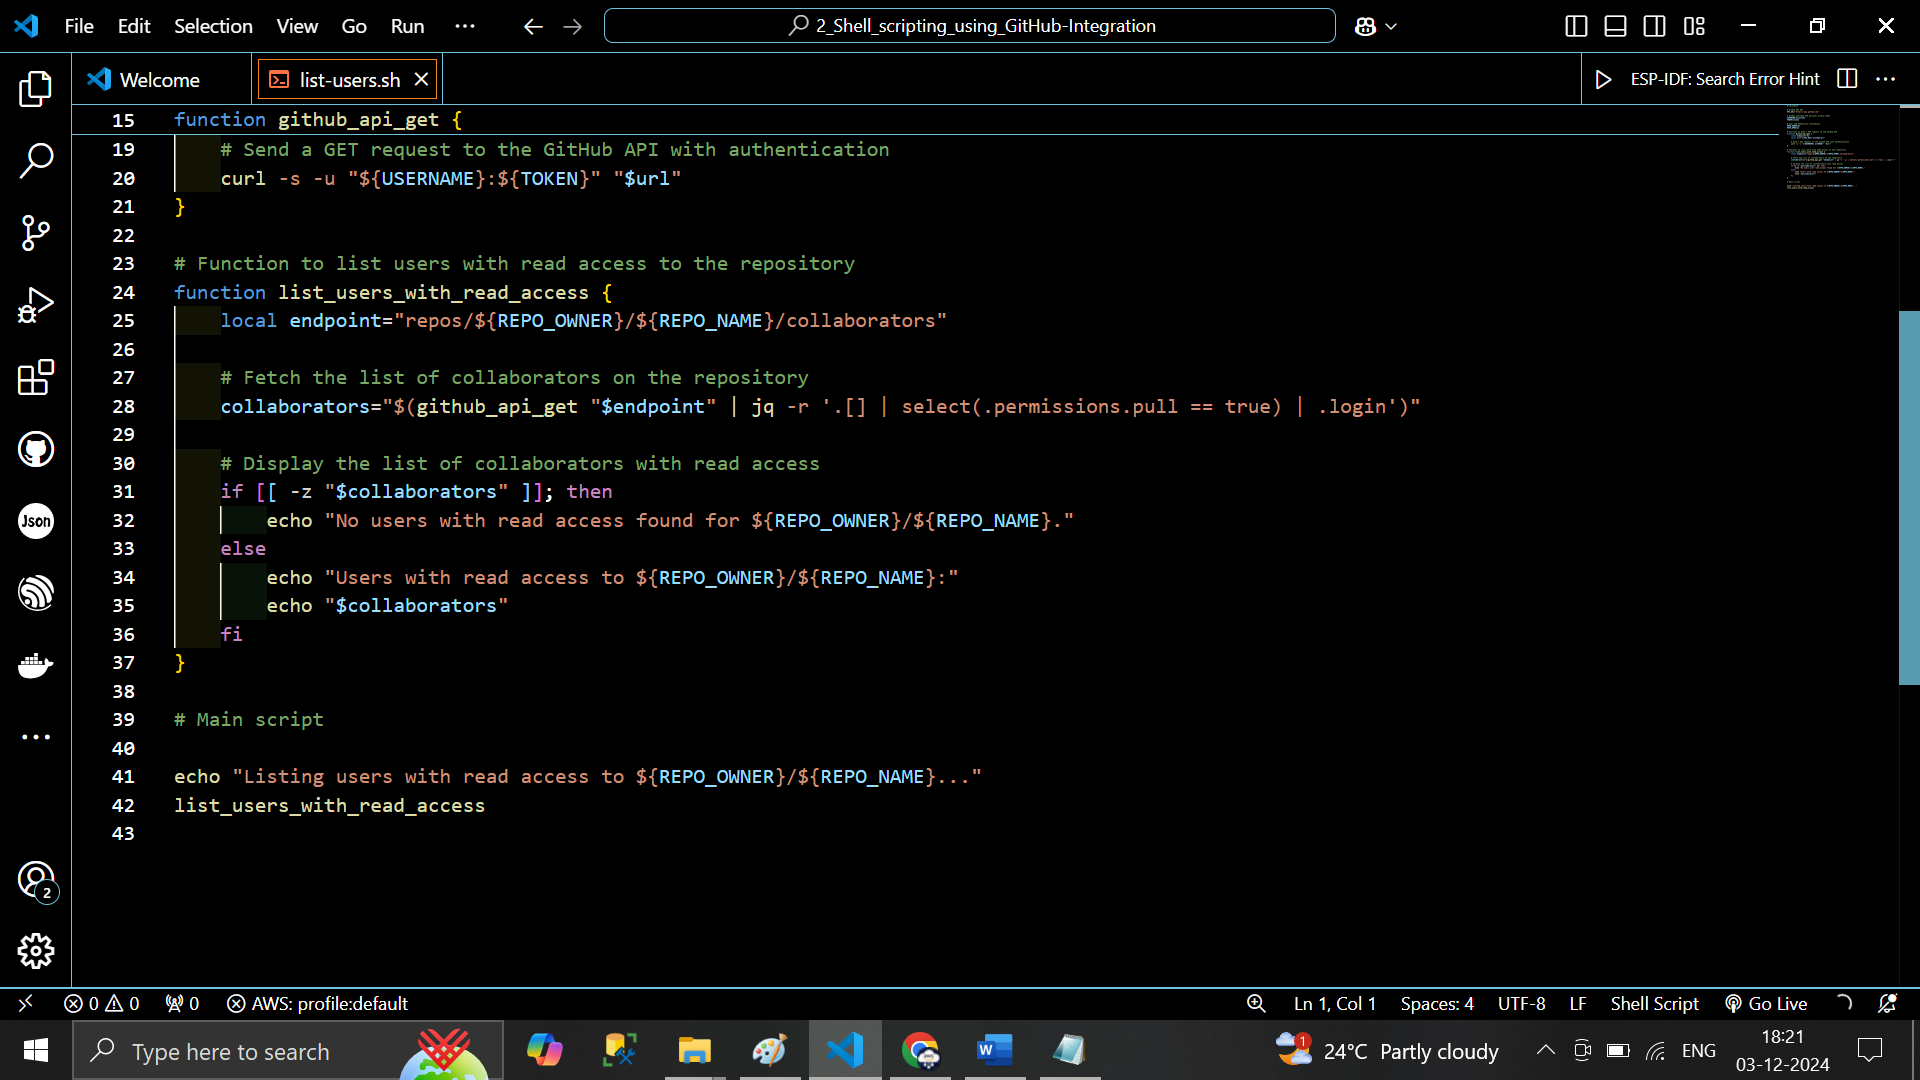 File Edit Selection View Go Run ...
2_Shell_scripting_using_GitHub-Integration
Welcome
list-users.sh
ESP-IDF: Search Error Hint
15 function github_api_get {
19     # Send a GET request to the GitHub API with authentication
20     curl -s -u "${USERNAME}:${TOKEN}" "$url"
21 }
22
23 # Function to list users with read access to the repository
24 function list_users_with_read_access {
25     local endpoint="repos/${REPO_OWNER}/${REPO_NAME}/collaborators"
26
27     # Fetch the list of collaborators on the repository
28     collaborators="$(github_api_get "$endpoint" | jq -r '.[] | select(.permissions.pull == true) | .login')"
29
30     # Display the list of collaborators with read access
31     if [[ -z "$collaborators" ]]; then
32         echo "No users with read access found for ${REPO_OWNER}/${REPO_NAME}."
33     else
34         echo "Users with read access to ${REPO_OWNER}/${REPO_NAME}:"
35         echo "$collaborators"
36     fi
37 }
38
39 # Main script
40
41 echo "Listing users with read access to ${REPO_OWNER}/${REPO_NAME}..."
42 list_users_with_read_access
43
Json
2
0 0 0 AWS: profile:default
Ln 1, Col 1 Spaces: 4 UTF-8 LF Shell Script Go Live
Type here to search
W
1
24°C Partly cloudy
ENG
18:21
03-12-2024